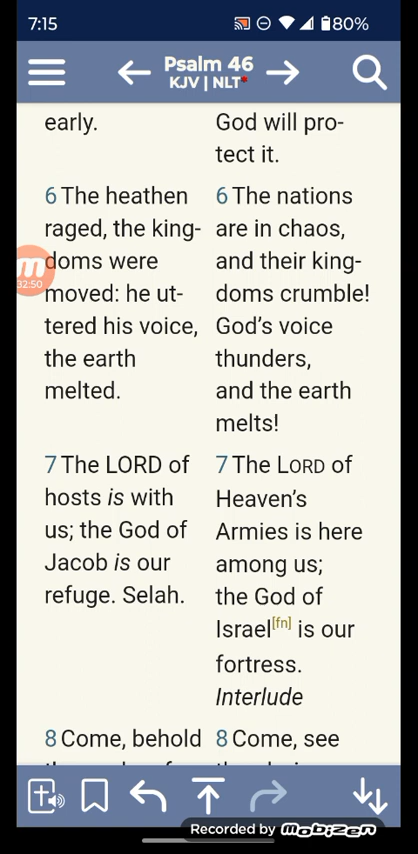 7:15
80%
Psalm 46
KJV | NLT*
early.
6 The heathen
raged, the king-
doms were
moved: he ut-
tered his voice,
the earth
melted.
7 The LORD of
hosts is with
us; the God of
Jacob is our
refuge. Selah.
8 Come, behold
God will pro-
tect it.
6 The nations
are in chaos,
and their king-
doms crumble!
God’s voice
thunders,
and the earth
melts!
7 The LORD of
Heaven’s
Armies is here
among us;
the God of
Israel[fn] is our
fortress.
Interlude
8 Come, see
m
32:50
Recorded by mobizen